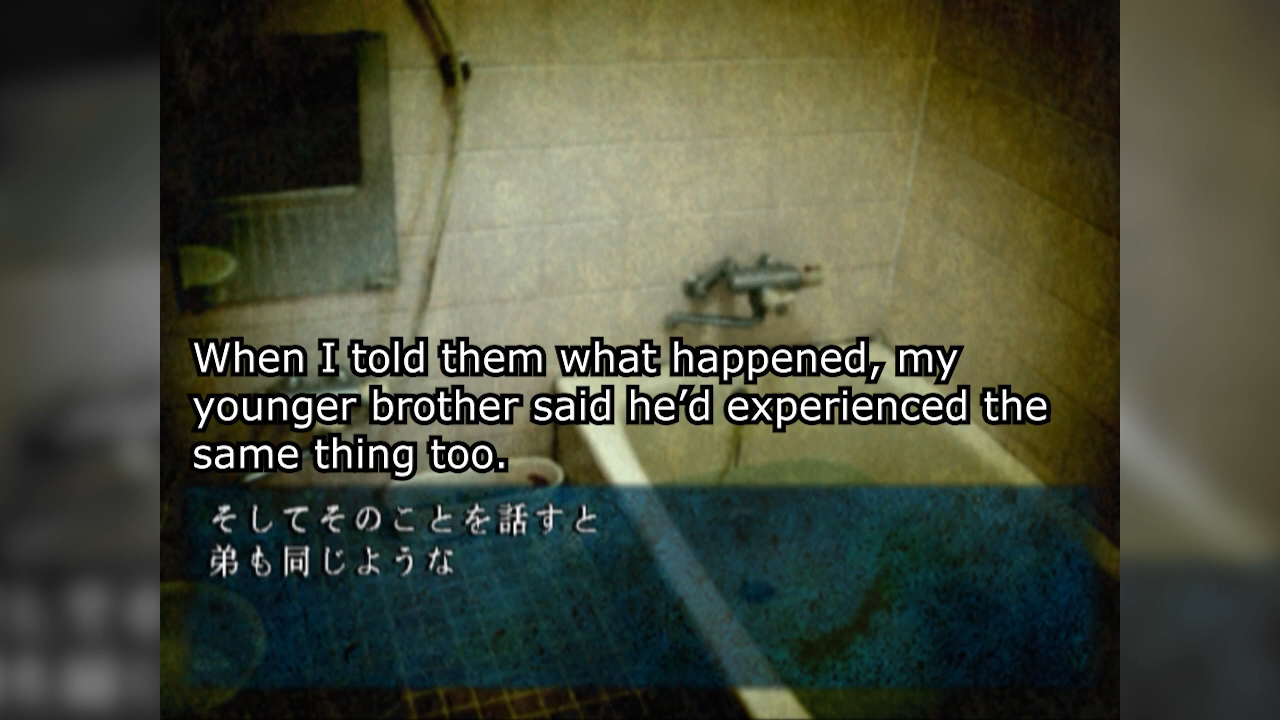 When I told them what happened, my
younger brother said he’d experienced the
same thing too.
そしてそのことを話すと
弟も同じような